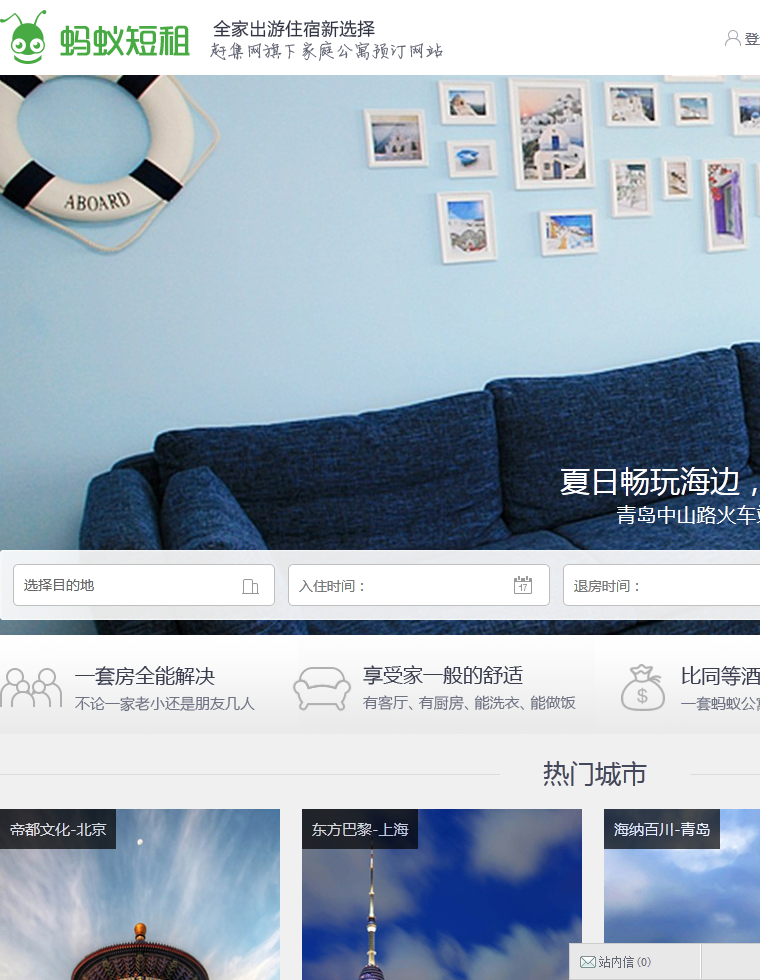 蚂蚁短租
全家出游住宿新选择
赶集网旗下家庭公寓预订网站
登
ABOARD
夏日畅玩海边，
青岛中山路火车站
选择目的地
入住时间：
17
退房时间：
一套房全能解决
不论一家老小还是朋友几人
享受家一般的舒适
有客厅、有厨房、能洗衣、能做饭
比同等酒
$
一套蚂蚁公寓
热门城市
帝都文化-北京
东方巴黎-上海
海纳百川-青岛
站内信(0)